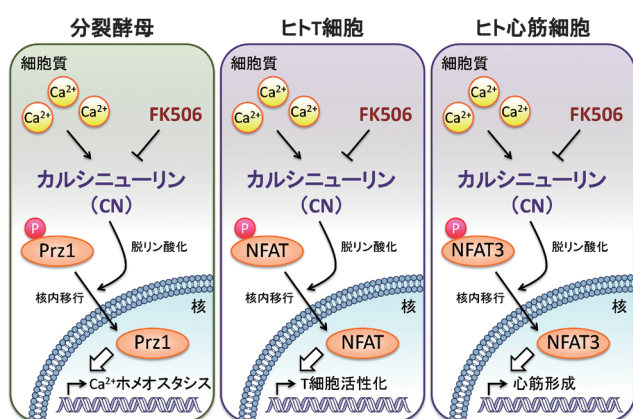 分裂酵母
細胞質
Ca²⁺
Ca²⁺
Ca²⁺
FK506
カルシニューリン
(CN)
P
Prz1
脱リン酸化
核内移行
核
Prz1
Ca²⁺ホメオスタシス
ヒトT細胞
細胞質
Ca²⁺
Ca²⁺
Ca²⁺
FK506
カルシニューリン
(CN)
P
NFAT
脱リン酸化
核内移行
核
NFAT
T細胞活性化
ヒト心筋細胞
細胞質
Ca²⁺
Ca²⁺
Ca²⁺
FK506
カルシニューリン
(CN)
P
NFAT3
脱リン酸化
核内移行
核
NFAT3
心筋形成